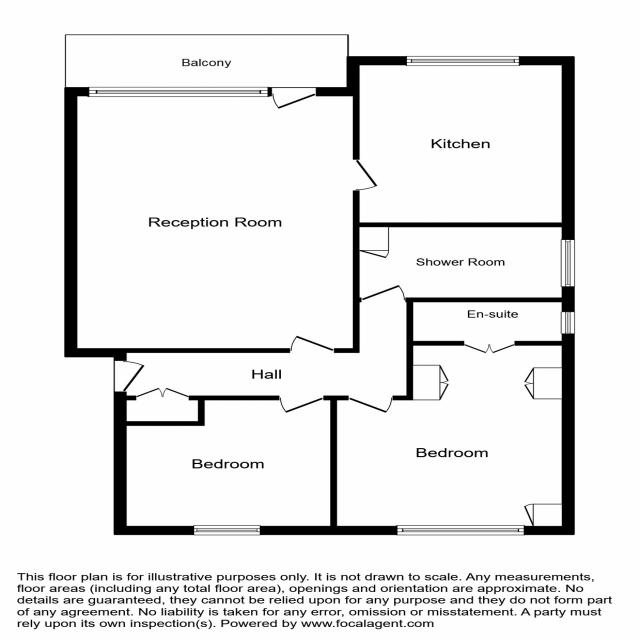 Balcony
Kitchen
Reception Room
Shower Room
En-suite
Hall
Bedroom
Bedroom
This floor plan is for illustrative purposes only. It is not drawn to scale. Any measurements,
floor areas (including any total floor area), openings and orientation are approximate. No
details are guaranteed, they cannot be relied upon for any purpose and they do not form part
of any agreement. No liability is taken for any error, omission or misstatement. A party must
rely upon its own inspection(s). Powered by www.focalagent.com